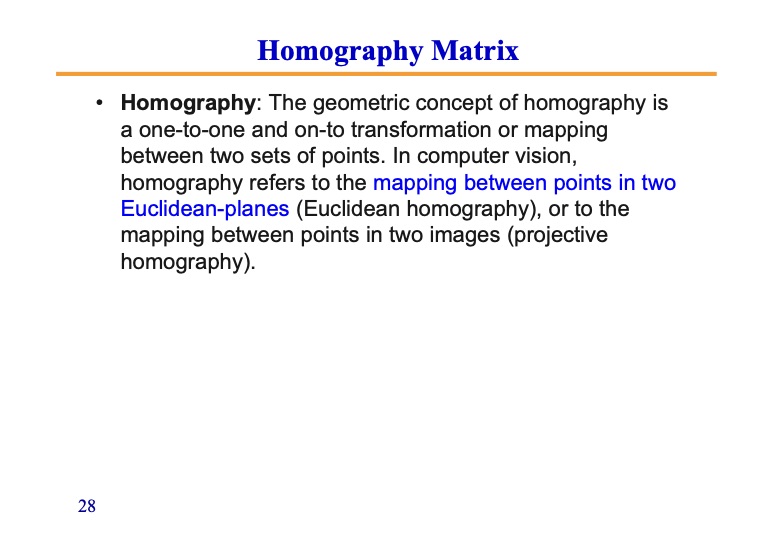 Homography Matrix
• Homography: The geometric concept of homography is
a one-to-one and on-to transformation or mapping
between two sets of points. In computer vision,
homography refers to the mapping between points in two
Euclidean-planes (Euclidean homography), or to the
mapping between points in two images (projective
homography).
28